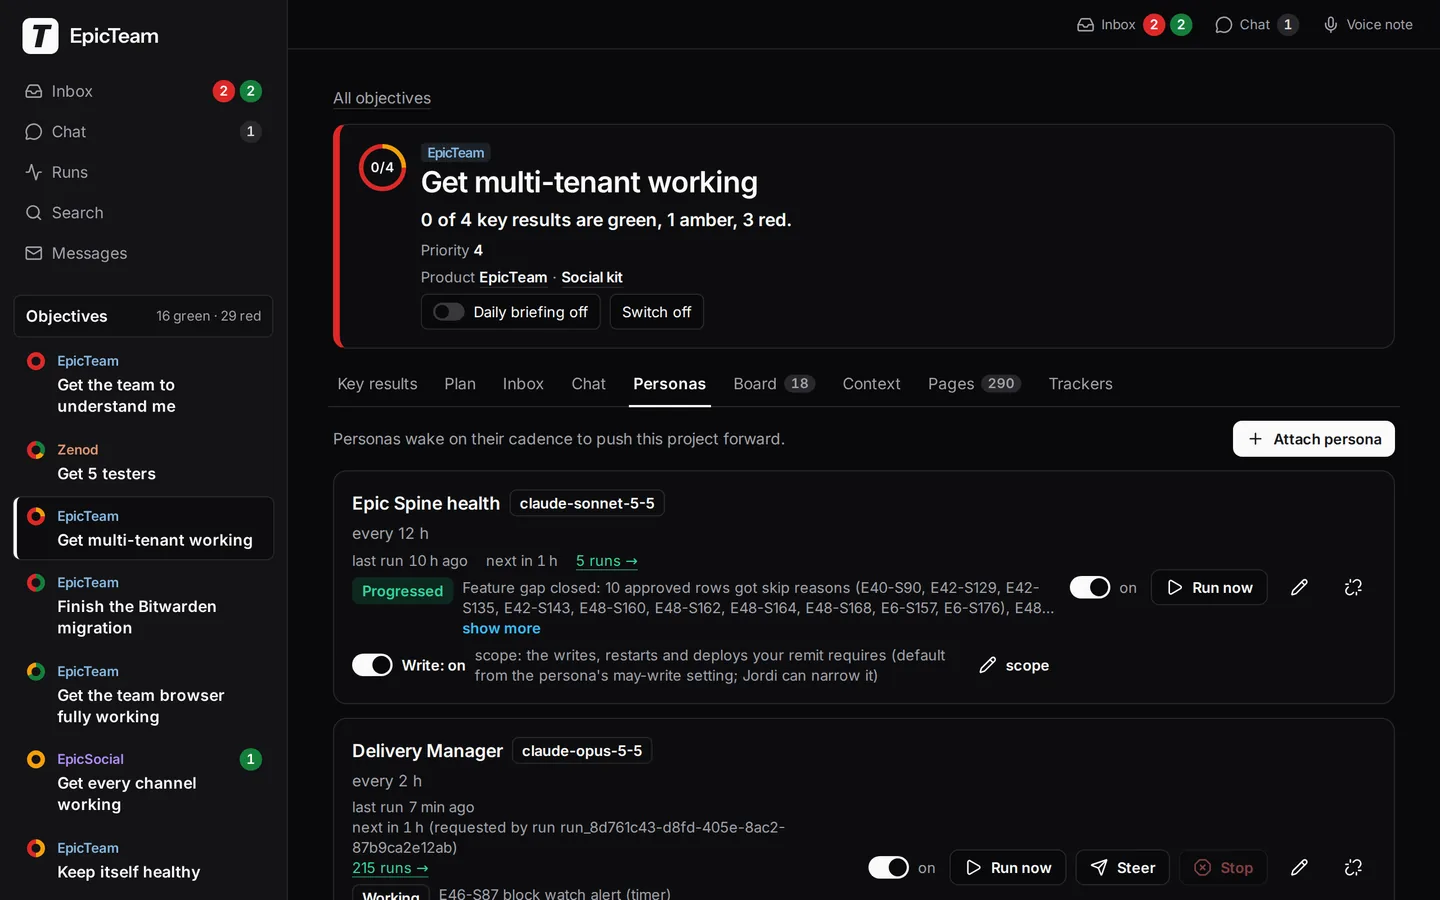 T EpicTeam
Inbox 2 2
Chat 1
Voice note
Inbox 2 2
Chat 1
Runs
Search
Messages
Objectives 16 green · 29 red
EpicTeam
Get the team to
understand me
Zenod
Get 5 testers
EpicTeam
Get multi-tenant working
EpicTeam
Finish the Bitwarden
migration
EpicTeam
Get the team browser
fully working
EpicSocial 1
Get every channel
working
EpicTeam
Keep itself healthy
All objectives
0/4
EpicTeam
Get multi-tenant working
0 of 4 key results are green, 1 amber, 3 red.
Priority 4
Product EpicTeam · Social kit
Daily briefing off
Switch off
Key results Plan Inbox Chat Personas Board 18 Context Pages 290 Trackers
Personas wake on their cadence to push this project forward.
+ Attach persona
Epic Spine health claude-sonnet-5-5
every 12 h
last run 10 h ago next in 1 h 5 runs →
Progressed
Feature gap closed: 10 approved rows got skip reasons (E40-S90, E42-S129, E42-
S135, E42-S143, E48-S160, E48-S162, E48-S164, E48-S168, E6-S157, E6-S176), E48...
show more
on Run now
Write: on
scope: the writes, restarts and deploys your remit requires (default
from the persona's may-write setting; Jordi can narrow it)
scope
Delivery Manager claude-opus-5-5
every 2 h
last run 7 min ago
next in 1 h (requested by run run_8d761c43-d8fd-405e-8ac2-
87b9ca2e12ab)
215 runs →
on Run now Steer Stop
Working E46-S87 block watch alert (timer)